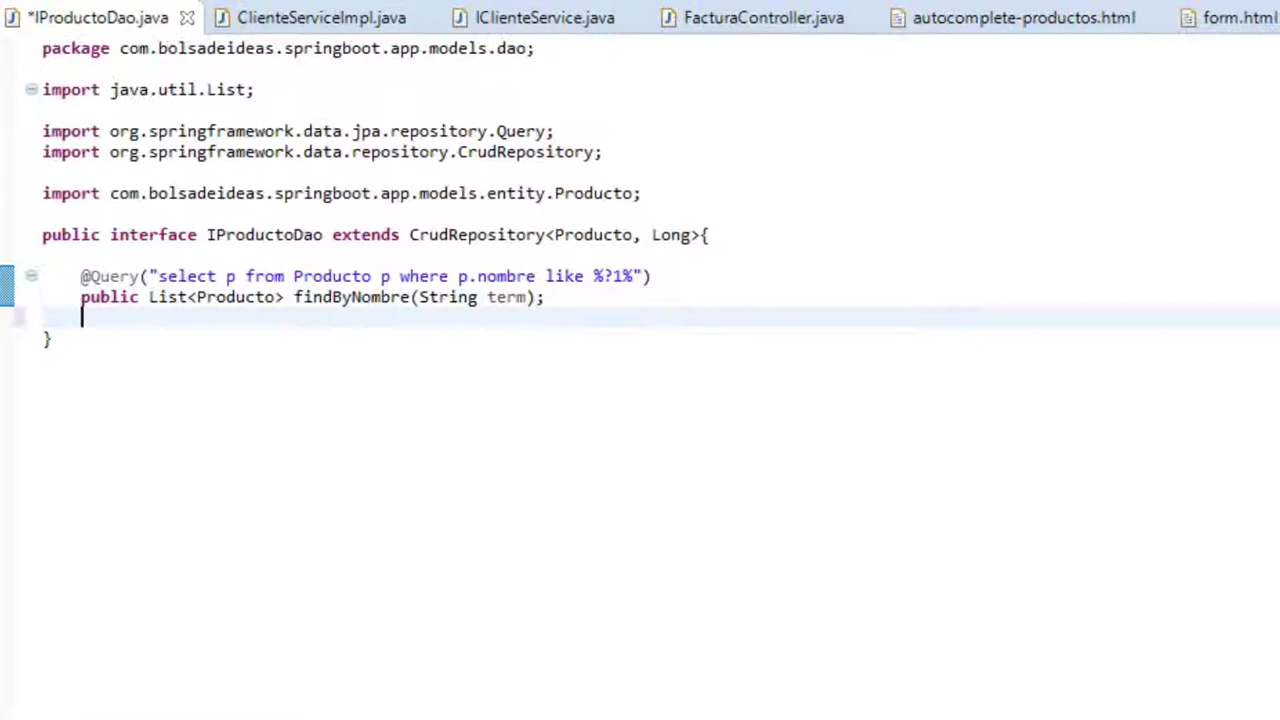 *IProductoDao.java ClienteServiceImpl.java IClienteService.java FacturaController.java autocomplete-productos.html form.html
package com.bolsadeideas.springboot.app.models.dao;
import java.util.List;
import org.springframework.data.jpa.repository.Query;
import org.springframework.data.repository.CrudRepository;
import com.bolsadeideas.springboot.app.models.entity.Producto;
public interface IProductoDao extends CrudRepository<Producto, Long>{
@Query("select p from Producto p where p.nombre like %?1%")
public List<Producto> findByNombre(String term);
}